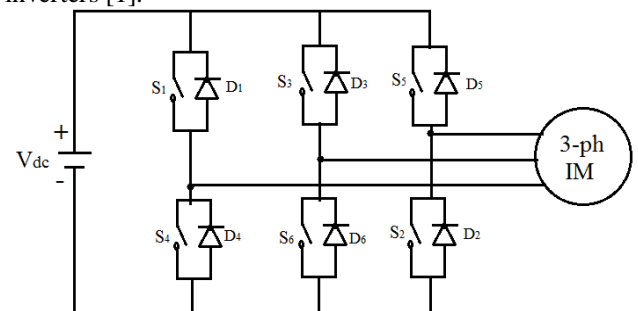 inverters [1].
S1 D1 S3 D3 S5 D5
+
Vdc
-
3-ph
IM
S4 D4 S6 D6 S2 D2